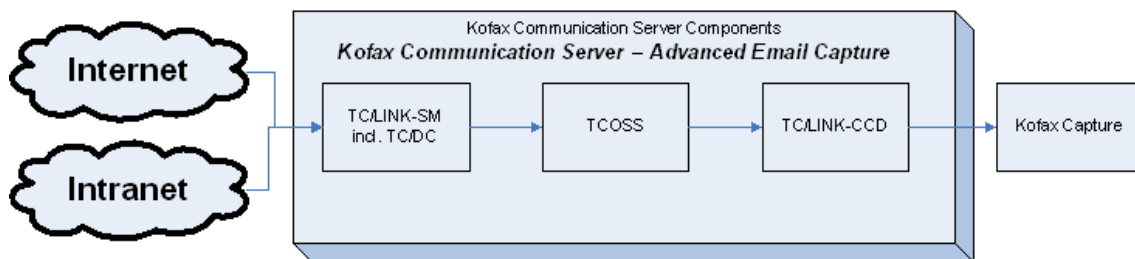 Kofax Communication Server Components
Kofax Communication Server – Advanced Email Capture
Internet
Intranet
TC/LINK-SM
incl. TC/DC
TCOSS
TC/LINK-CCD
Kofax Capture